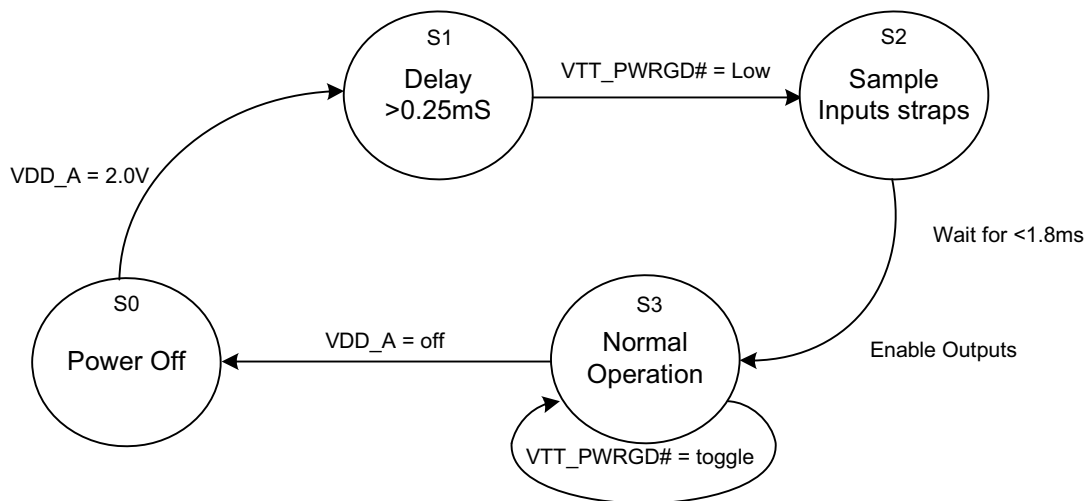 S1
Delay
>0.25mS
VTT_PWRGD# = Low
S2
Sample
Inputs straps
VDD_A = 2.0V
Wait for <1.8ms
S0
Power Off
VDD_A = off
S3
Normal
Operation
Enable Outputs
VTT_PWRGD# = toggle